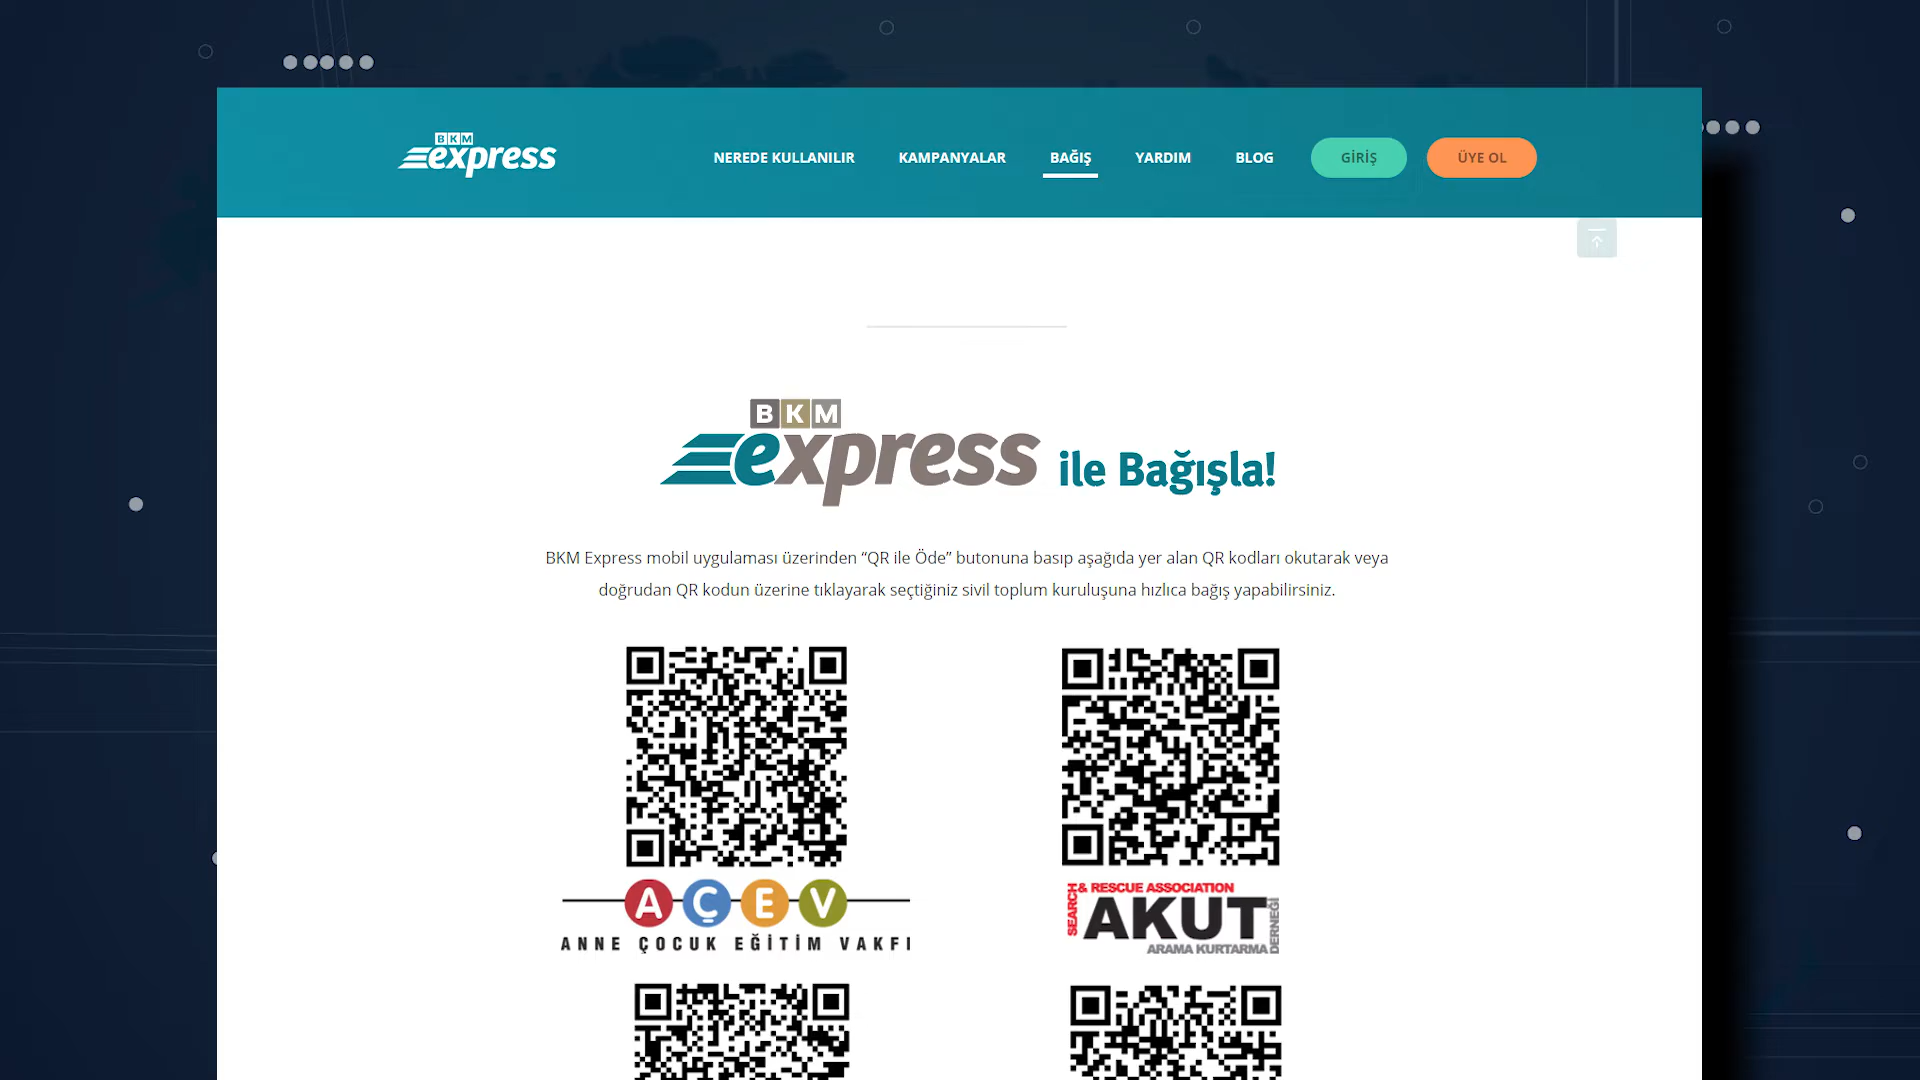 BKM
express
NEREDE KULLANILIR
KAMPANYALAR
BAĞIŞ
YARDIM
BLOG
GİRİŞ
ÜYE OL
BKM
express ile Bağışla!
BKM Express mobil uygulaması üzerinden “QR ile Öde” butonuna basıp aşağıda yer alan QR kodları okutarak veya
doğrudan QR kodun üzerine tıklayarak seçtiğiniz sivil toplum kuruluşuna hızlıca bağış yapabilirsiniz.
AÇEV
ANNE ÇOCUK EĞİTİM VAKFI
SEARCH & RESCUE ASSOCIATION
AKUT
ARAMA KURTARMA DERNEĞİ